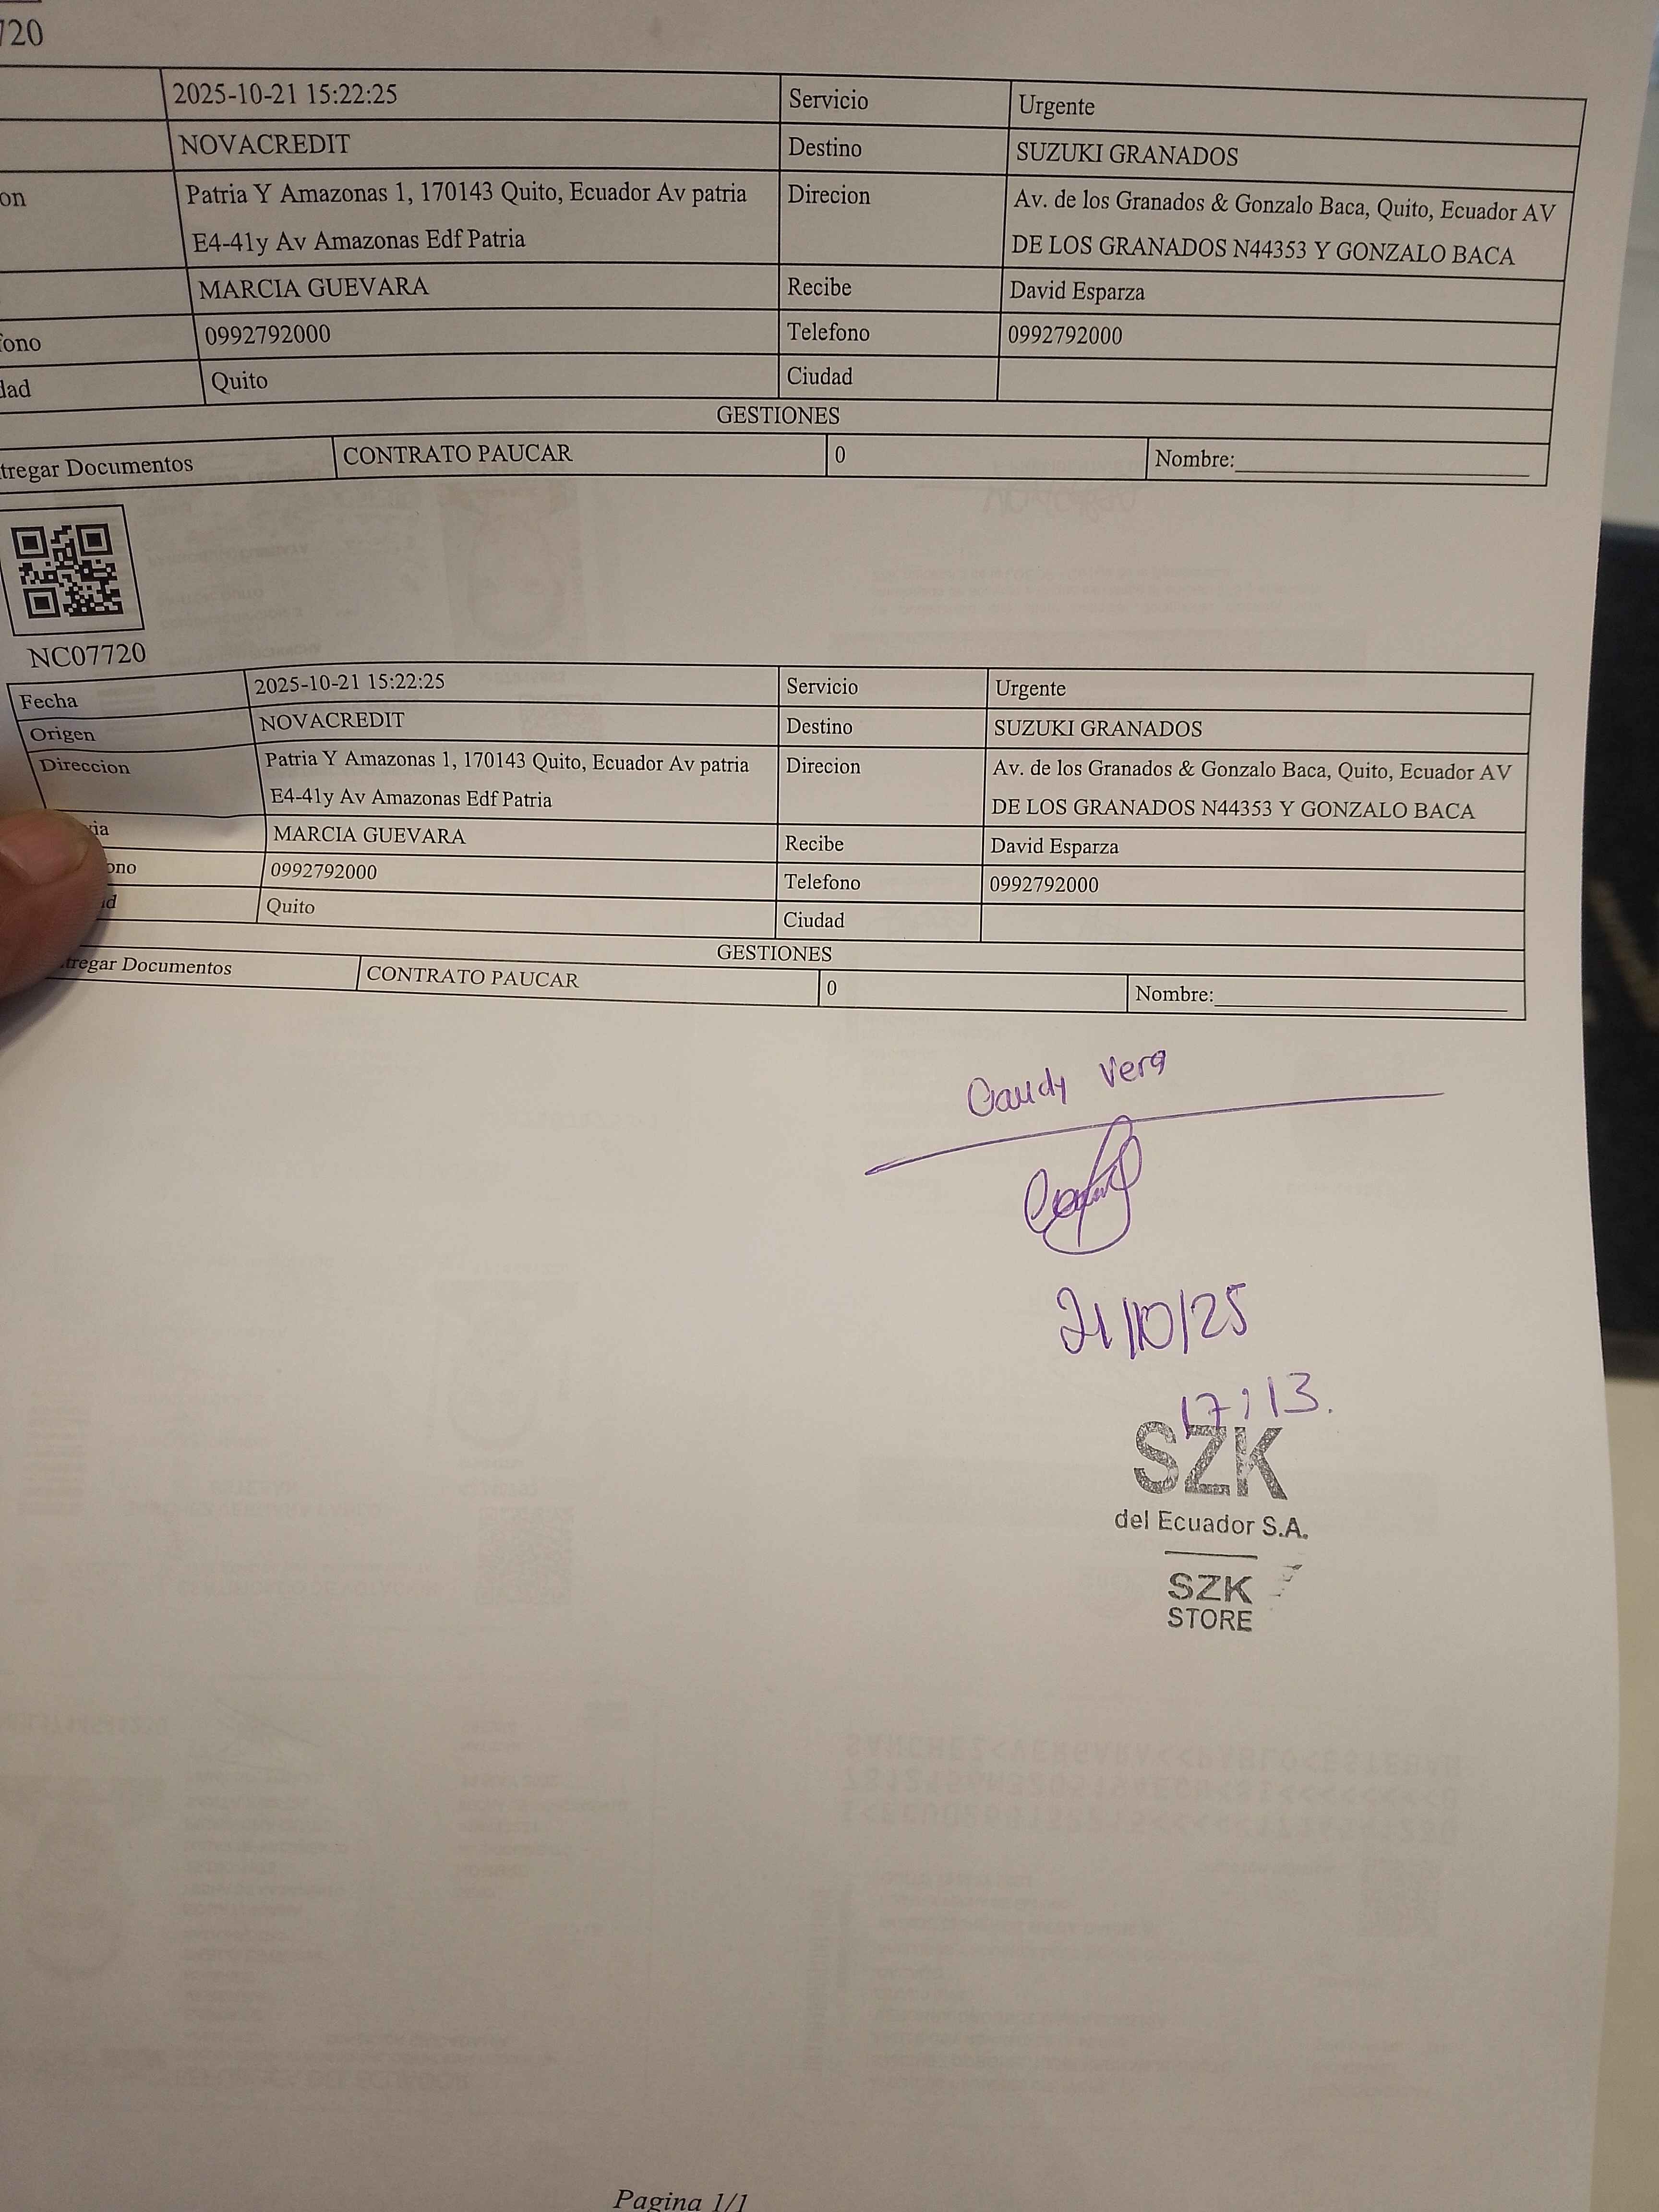 720
2025-10-21 15:22:25 Servicio Urgente
NOVACREDIT Destino SUZUKI GRANADOS
on Patria Y Amazonas 1, 170143 Quito, Ecuador Av patria Direcion Av. de los Granados & Gonzalo Baca, Quito, Ecuador AV
E4-41y Av Amazonas Edf Patria DE LOS GRANADOS N44353 Y GONZALO BACA
MARCIA GUEVARA Recibe David Esparza
fono 0992792000 Telefono 0992792000
dad Quito Ciudad
GESTIONES
tregar Documentos CONTRATO PAUCAR 0 Nombre:
NC07720
Fecha 2025-10-21 15:22:25 Servicio Urgente
Origen NOVACREDIT Destino SUZUKI GRANADOS
Direccion Patria Y Amazonas 1, 170143 Quito, Ecuador Av patria Direcion Av. de los Granados & Gonzalo Baca, Quito, Ecuador AV
E4-41y Av Amazonas Edf Patria DE LOS GRANADOS N44353 Y GONZALO BACA
via MARCIA GUEVARA Recibe David Esparza
ono 0992792000 Telefono 0992792000
d Quito Ciudad
GESTIONES
tregar Documentos CONTRATO PAUCAR 0 Nombre:
Vera
21/10/25
17:13.
SZK
del Ecuador S.A.
SZK
STORE
Pagina 1/1